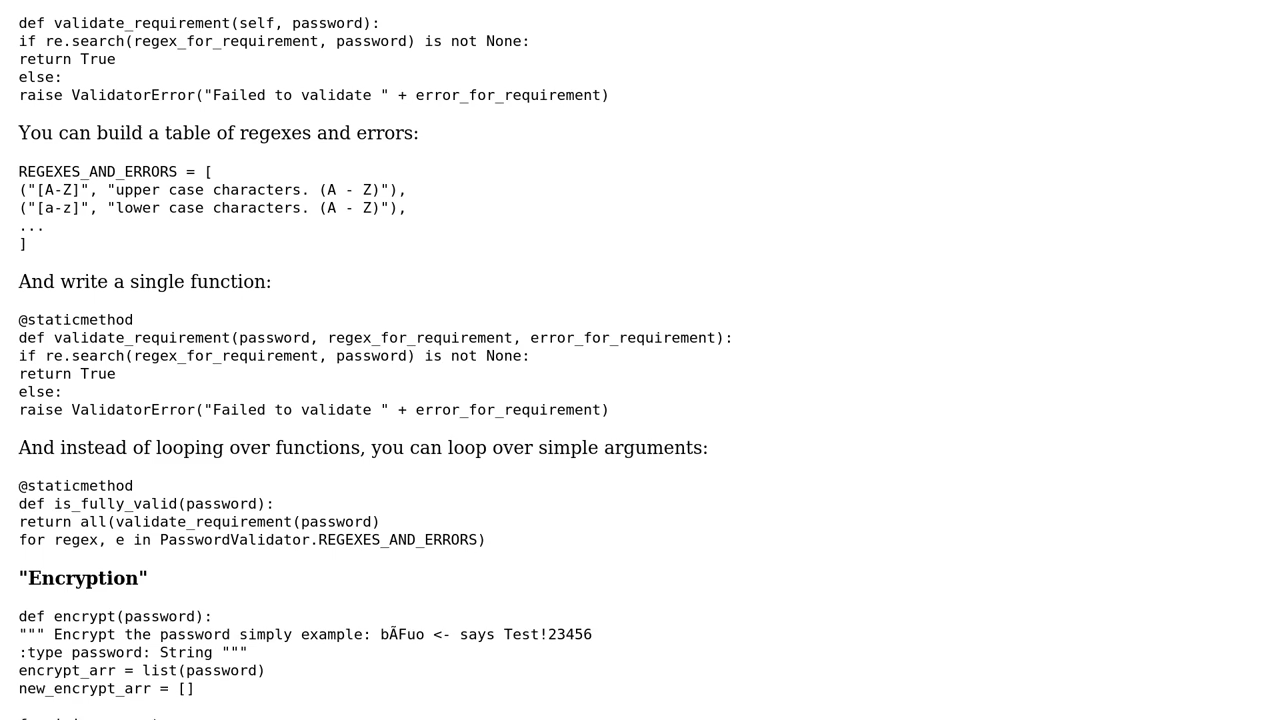 def validate_requirement(self, password):
if re.search(regex_for_requirement, password) is not None:
return True
else:
raise ValidatorError("Failed to validate " + error_for_requirement)
You can build a table of regexes and errors:
REGEXES_AND_ERRORS = [
("[A-Z]", "upper case characters. (A - Z)"),
("[a-z]", "lower case characters. (A - Z)"),
...
]
And write a single function:
@staticmethod
def validate_requirement(password, regex_for_requirement, error_for_requirement):
if re.search(regex_for_requirement, password) is not None:
return True
else:
raise ValidatorError("Failed to validate " + error_for_requirement)
And instead of looping over functions, you can loop over simple arguments:
@staticmethod
def is_fully_valid(password):
return all(validate_requirement(password)
for regex, e in PasswordValidator.REGEXES_AND_ERRORS)
"Encryption"
def encrypt(password):
""" Encrypt the password simply example: bÃFuo <- says Test!23456
:type password: String """
encrypt_arr = list(password)
new_encrypt_arr = []